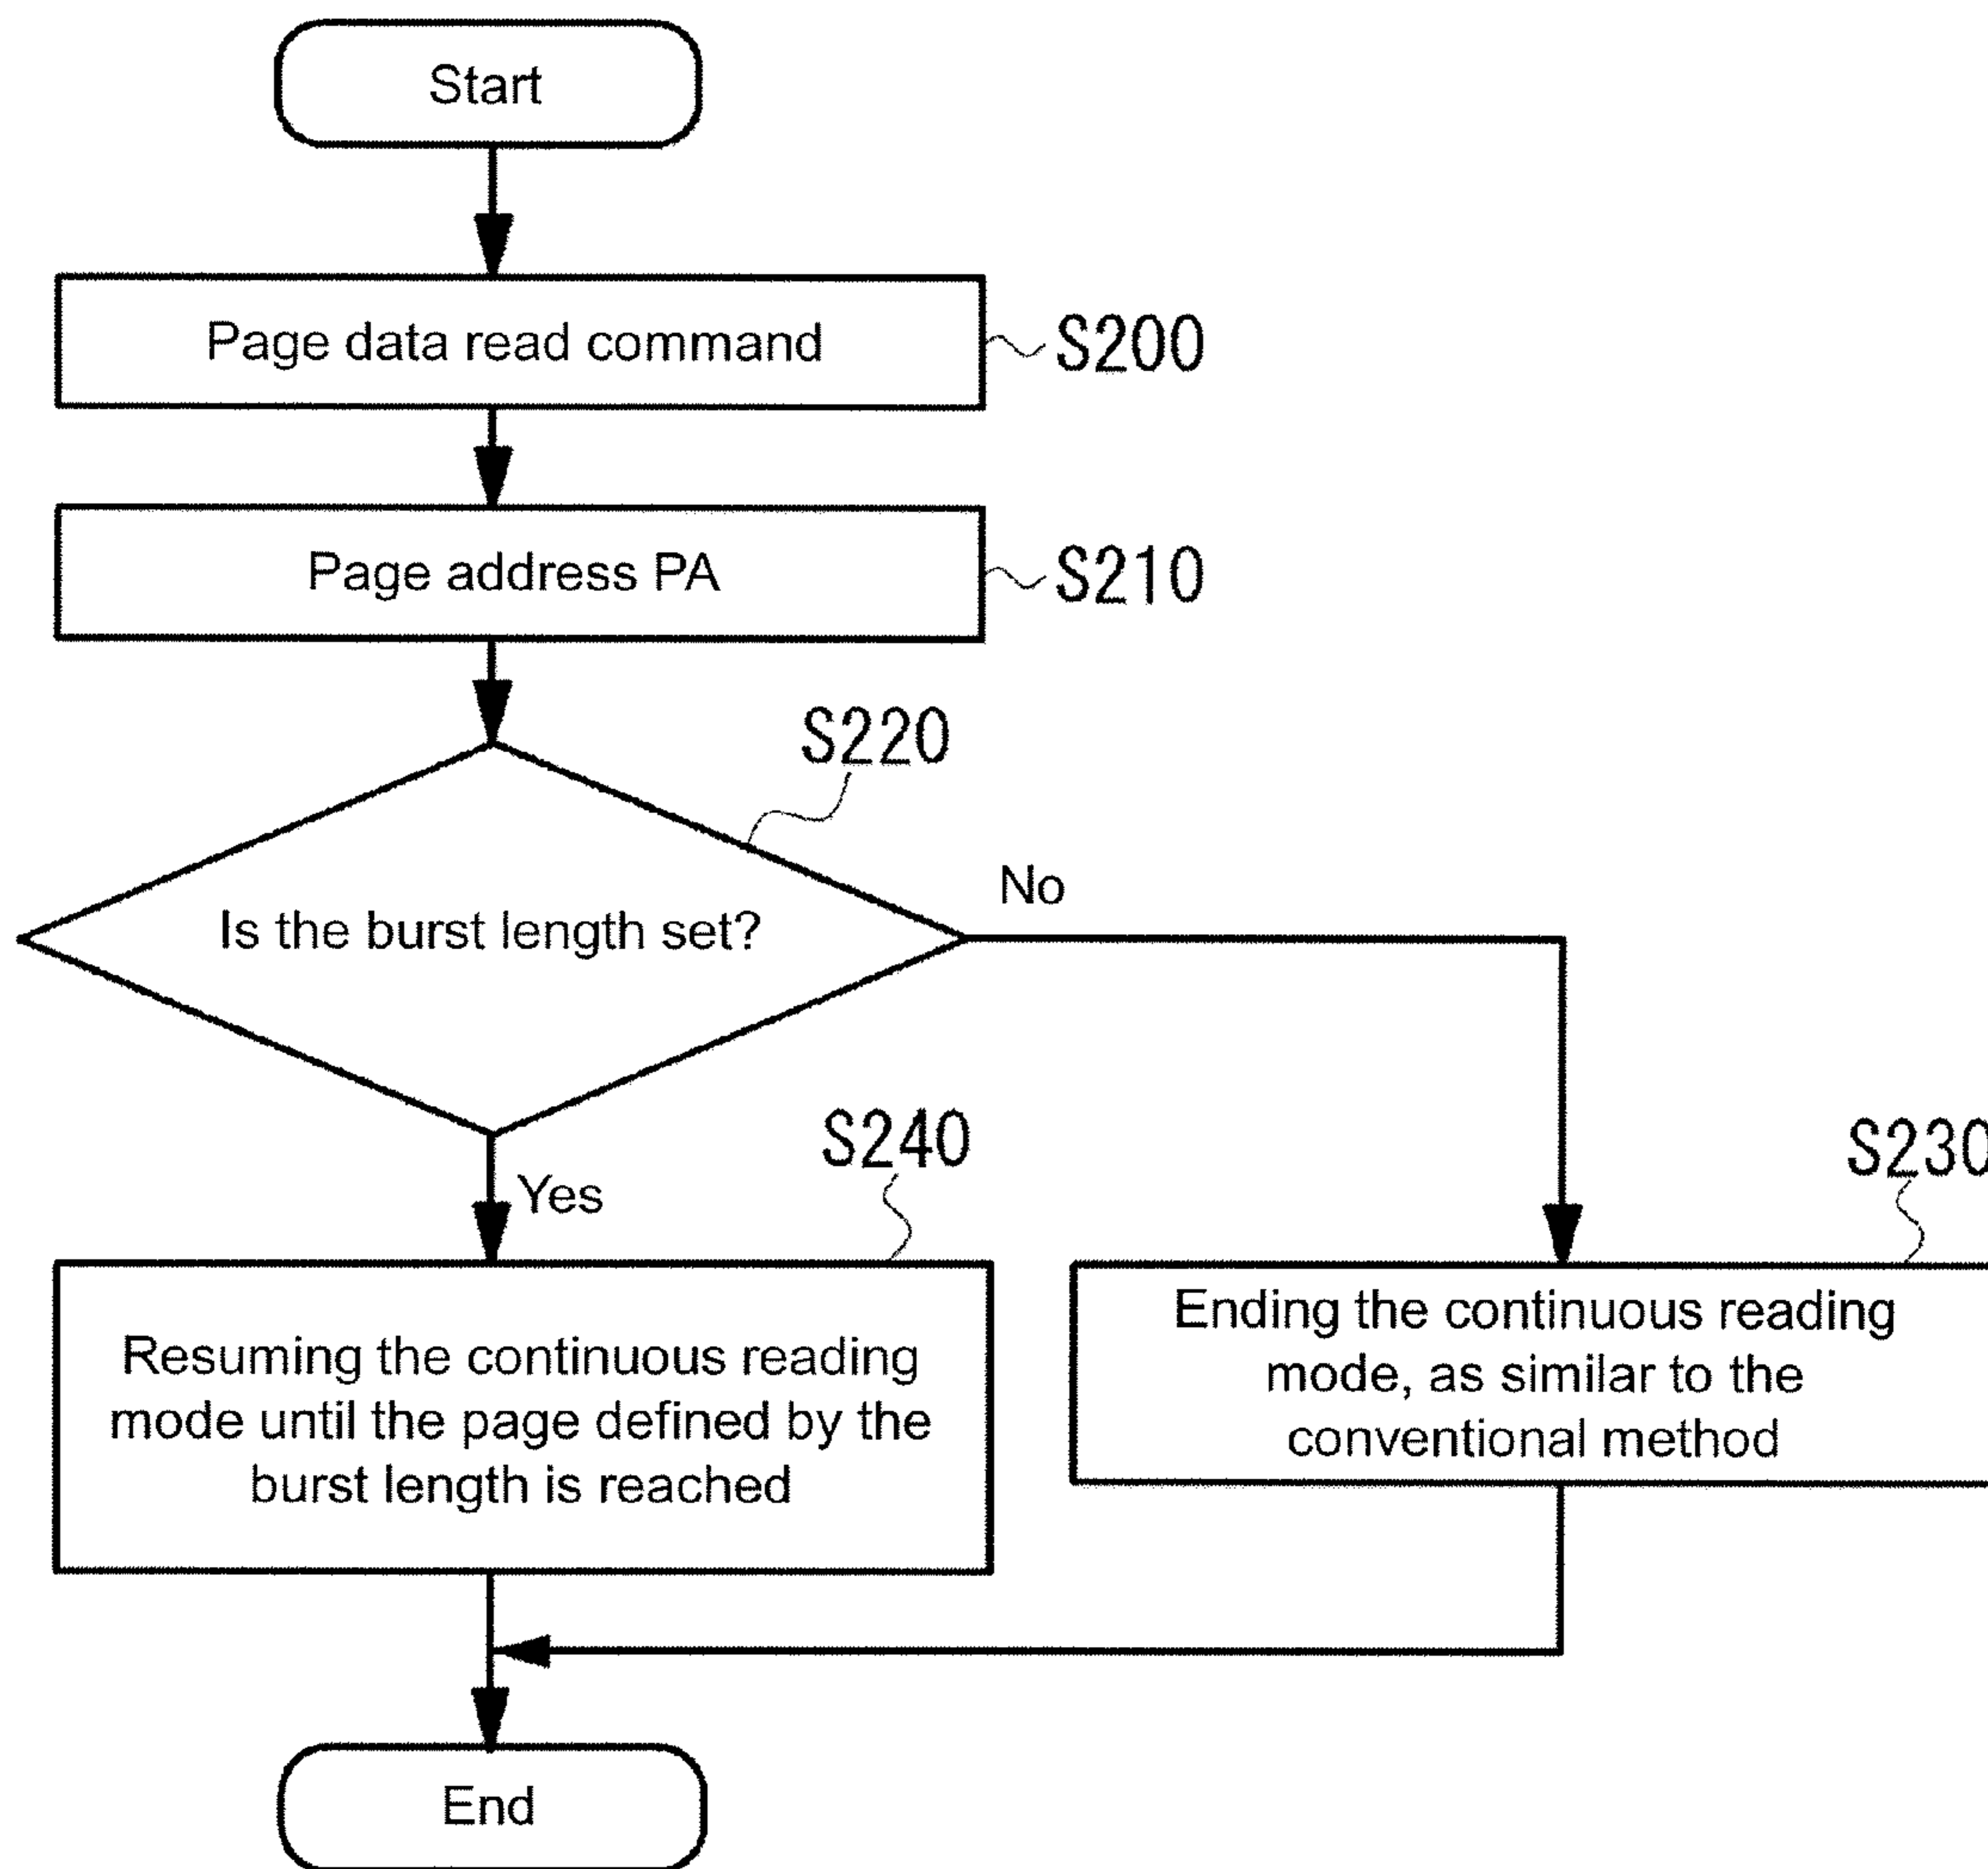 Start
Page data read command
S200
Page address PA
S210
S220
Is the burst length set?
No
Yes
S240
S230
Resuming the continuous reading
mode until the page defined by the
burst length is reached
Ending the continuous reading
mode, as similar to the
conventional method
End